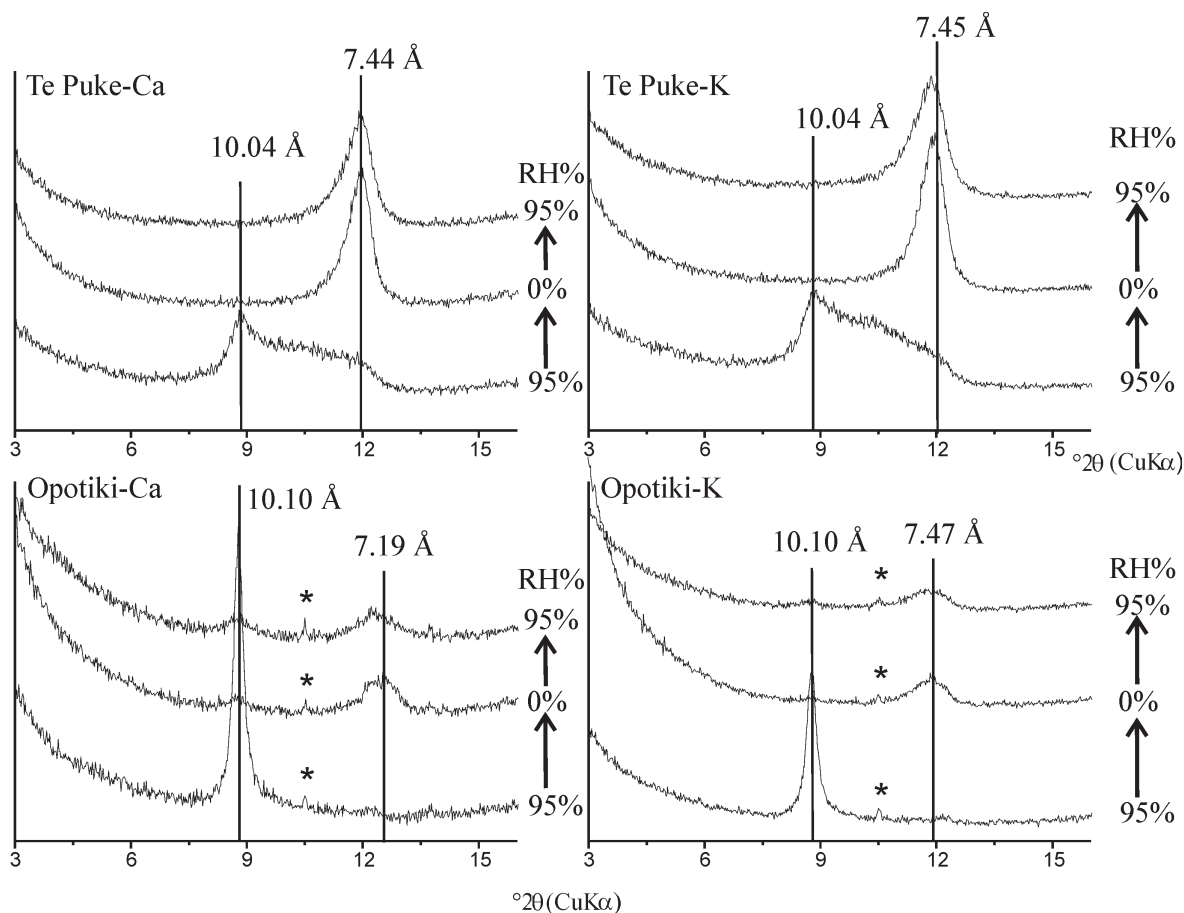 Te Puke-Ca
7.44 Å
10.04 Å
RH%
95%
0%
95%
3 6 9 12 15
Te Puke-K
7.45 Å
10.04 Å
RH%
95%
0%
95%
3 6 9 12 15
°2θ (CuKα)
Opotiki-Ca
10.10 Å
7.19 Å
*
*
*
RH%
95%
0%
95%
3 6 9 12 15
Opotiki-K
10.10 Å
7.47 Å
*
*
*
RH%
95%
0%
95%
3 6 9 12 15
°2θ (CuKα)